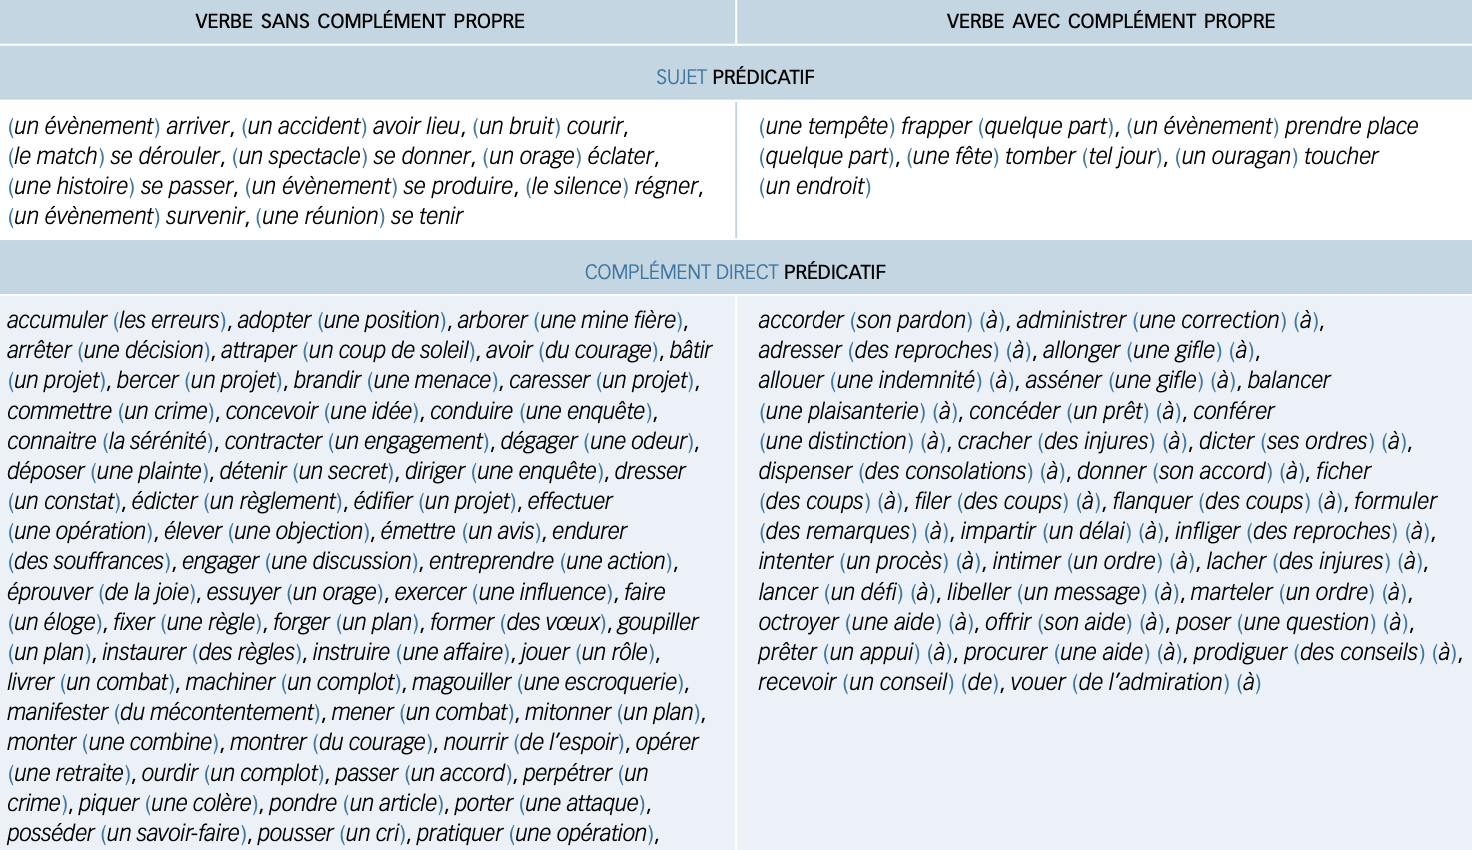 VERBE SANS COMPLÉMENT PROPRE
VERBE AVEC COMPLÉMENT PROPRE
SUJET PRÉDICATIF
(un évènement) arriver, (un accident) avoir lieu, (un bruit) courir,
(le match) se dérouler, (un spectacle) se donner, (un orage) éclater,
(une histoire) se passer, (un évènement) se produire, (le silence) régner,
(un évènement) survenir, (une réunion) se tenir
(une tempête) frapper (quelque part), (un évènement) prendre place
(quelque part), (une fête) tomber (tel jour), (un ouragan) toucher
(un endroit)
COMPLÉMENT DIRECT PRÉDICATIF
accumuler (les erreurs), adopter (une position), arborer (une mine fière),
arrêter (une décision), attraper (un coup de soleil), avoir (du courage), bâtir
(un projet), bercer (un projet), brandir (une menace), caresser (un projet),
commettre (un crime), concevoir (une idée), conduire (une enquête),
connaitre (la sérénité), contracter (un engagement), dégager (une odeur),
déposer (une plainte), détenir (un secret), diriger (une enquête), dresser
(un constat), édicter (un règlement), édifier (un projet), effectuer
(une opération), élever (une objection), émettre (un avis), endurer
(des souffrances), engager (une discussion), entreprendre (une action),
éprouver (de la joie), essuyer (un orage), exercer (une influence), faire
(un éloge), fixer (une règle), forger (un plan), former (des vœux), goupiller
(un plan), instaurer (des règles), instruire (une affaire), jouer (un rôle),
livrer (un combat), machiner (un complot), magouiller (une escroquerie),
manifester (du mécontentement), mener (un combat), mitonner (un plan),
monter (une combine), montrer (du courage), nourrir (de l'espoir), opérer
(une retraite), ourdir (un complot), passer (un accord), perpétrer (un
crime), piquer (une colère), pondre (un article), porter (une attaque),
posséder (un savoir-faire), pousser (un cri), pratiquer (une opération),
accorder (son pardon) (à), administrer (une correction) (à),
adresser (des reproches) (à), allonger (une gifle) (à),
allouer (une indemnité) (à), asséner (une gifle) (à), balancer
(une plaisanterie) (à), concéder (un prêt) (à), conférer
(une distinction) (à), cracher (des injures) (à), dicter (ses ordres) (à),
dispenser (des consolations) (à), donner (son accord) (à), ficher
(des coups) (à), filer (des coups) (à), flanquer (des coups) (à), formuler
(des remarques) (à), impartir (un délai) (à), infliger (des reproches) (à),
intenter (un procès) (à), intimer (un ordre) (à), lacher (des injures) (à),
lancer (un défi) (à), libeller (un message) (à), marteler (un ordre) (à),
octroyer (une aide) (à), offrir (son aide) (à), poser (une question) (à),
prêter (un appui) (à), procurer (une aide) (à), prodiguer (des conseils) (à),
recevoir (un conseil) (de), vouer (de l'admiration) (à)